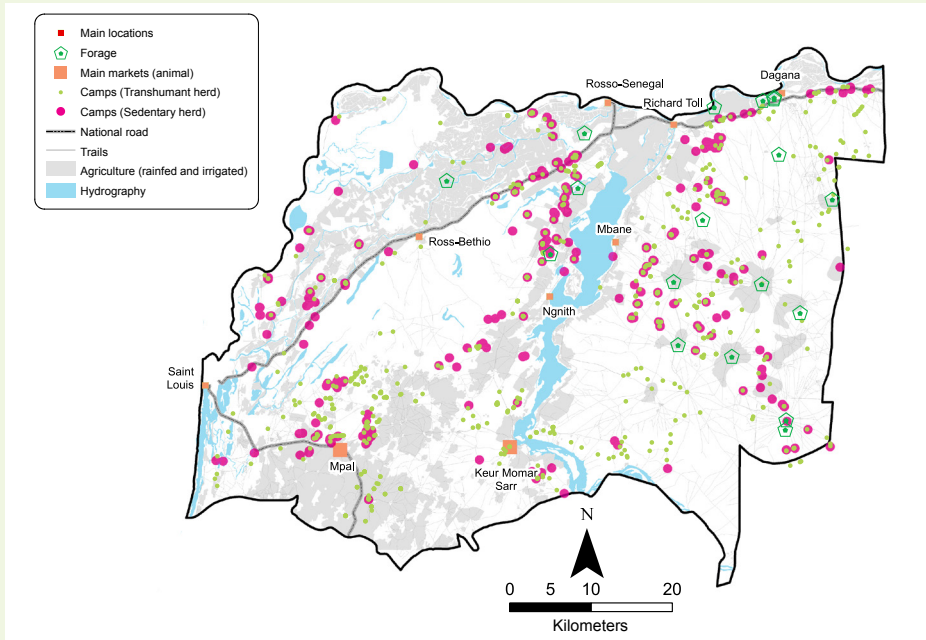 Main locations
Forage
Main markets (animal)
Camps (Transhumant herd)
Camps (Sedentary herd)
National road
Trails
Agriculture (rainfed and irrigated)
Hydrography
Dagana
Rosso-Senegal
Richard Toll
Mbane
Ross-Bethio
Ngnith
Saint
Louis
Mpal
Keur Momar
Sarr
N
0 5 10 20
Kilometers